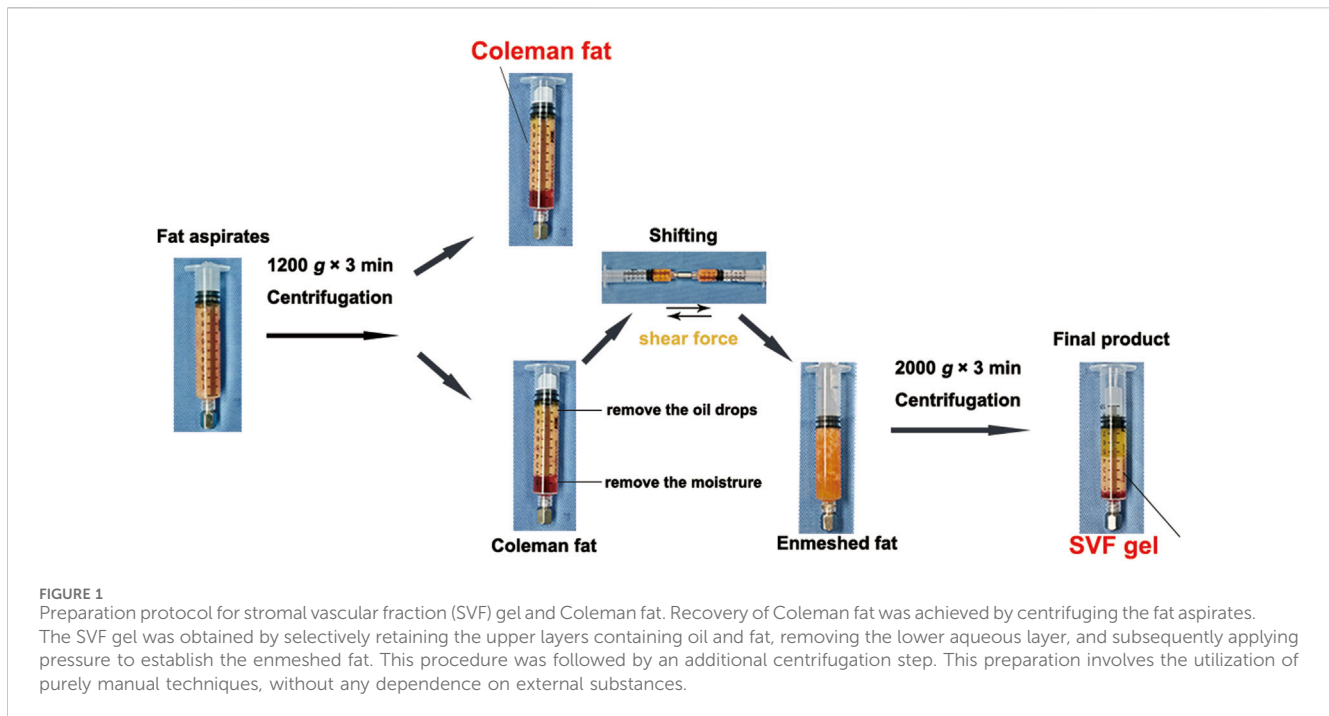 Coleman fat
Fat aspirates
1200 g × 3 min
Centrifugation
Shifting
shear force
remove the oil drops
remove the moistrure
Coleman fat
Enmeshed fat
2000 g × 3 min
Centrifugation
Final product
SVF gel
FIGURE 1
Preparation protocol for stromal vascular fraction (SVF) gel and Coleman fat. Recovery of Coleman fat was achieved by centrifuging the fat aspirates.
The SVF gel was obtained by selectively retaining the upper layers containing oil and fat, removing the lower aqueous layer, and subsequently applying
pressure to establish the enmeshed fat. This procedure was followed by an additional centrifugation step. This preparation involves the utilization of
purely manual techniques, without any dependence on external substances.